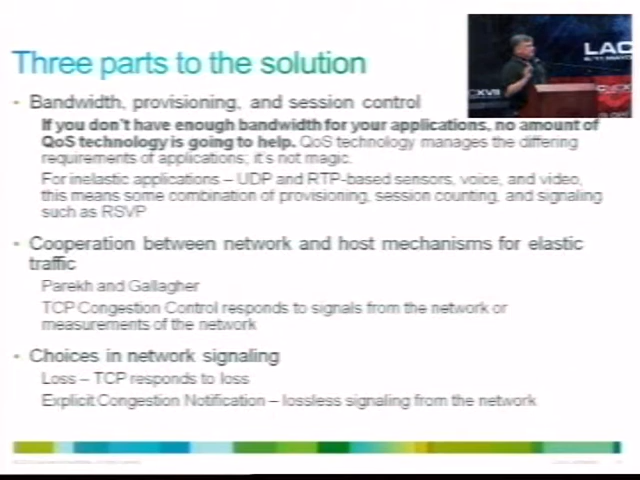 LAC
CXVII
Three parts to the solution
• Bandwidth, provisioning, and session control
If you don't have enough bandwidth for your applications, no amount of
QoS technology is going to help. QoS technology manages the differing
requirements of applications; it's not magic.
For inelastic applications – UDP and RTP-based sensors, voice, and video,
this means some combination of provisioning, session counting, and signaling
such as RSVP
• Cooperation between network and host mechanisms for elastic
traffic
Parekh and Gallagher
TCP Congestion Control responds to signals from the network or
measurements of the network
• Choices in network signaling
Loss – TCP responds to loss
Explicit Congestion Notification – lossless signaling from the network